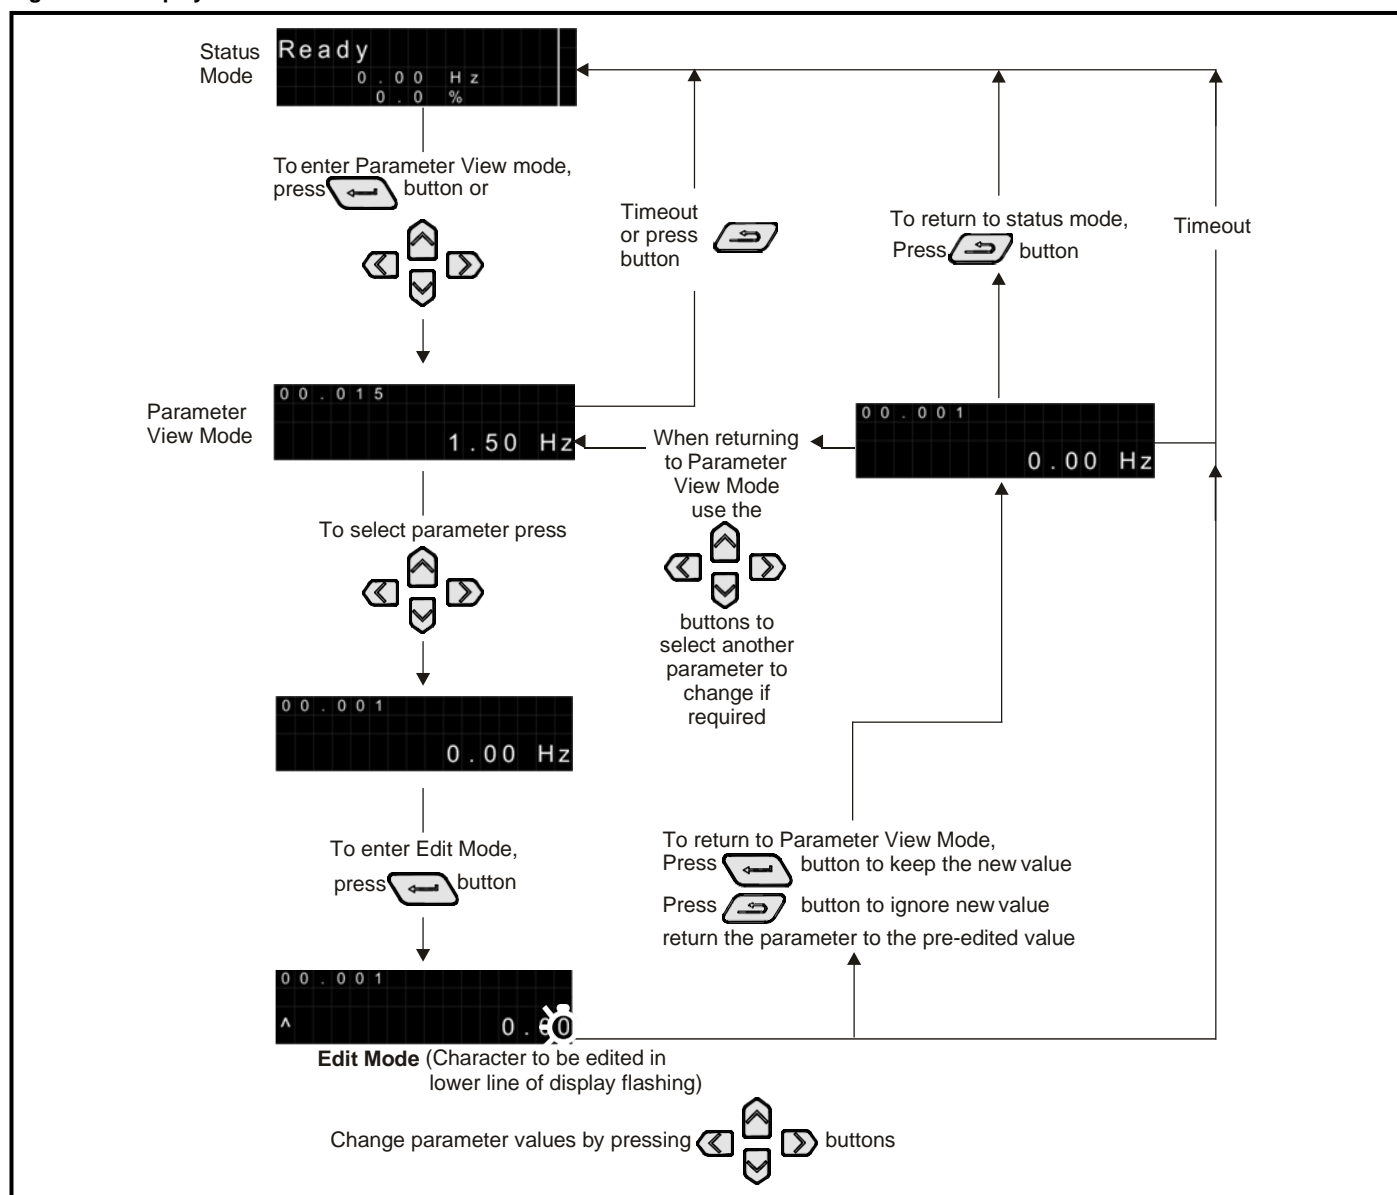 Status
Mode
Ready
0.00 Hz
0.0 %
To enter Parameter View mode,
press button or
Timeout
or press
button
To return to status mode,
Press button
Timeout
Parameter
View Mode
00.015
1.50 Hz
When returning
to Parameter
View Mode
use the
buttons to
select another
parameter to
change if
required
00.001
0.00 Hz
To select parameter press
00.001
0.00 Hz
To enter Edit Mode,
press button
To return to Parameter View Mode,
Press button to keep the new value
Press button to ignore new value
return the parameter to the pre-edited value
00.001
^ 0.00
Edit Mode (Character to be edited in
lower line of display flashing)
Change parameter values by pressing buttons